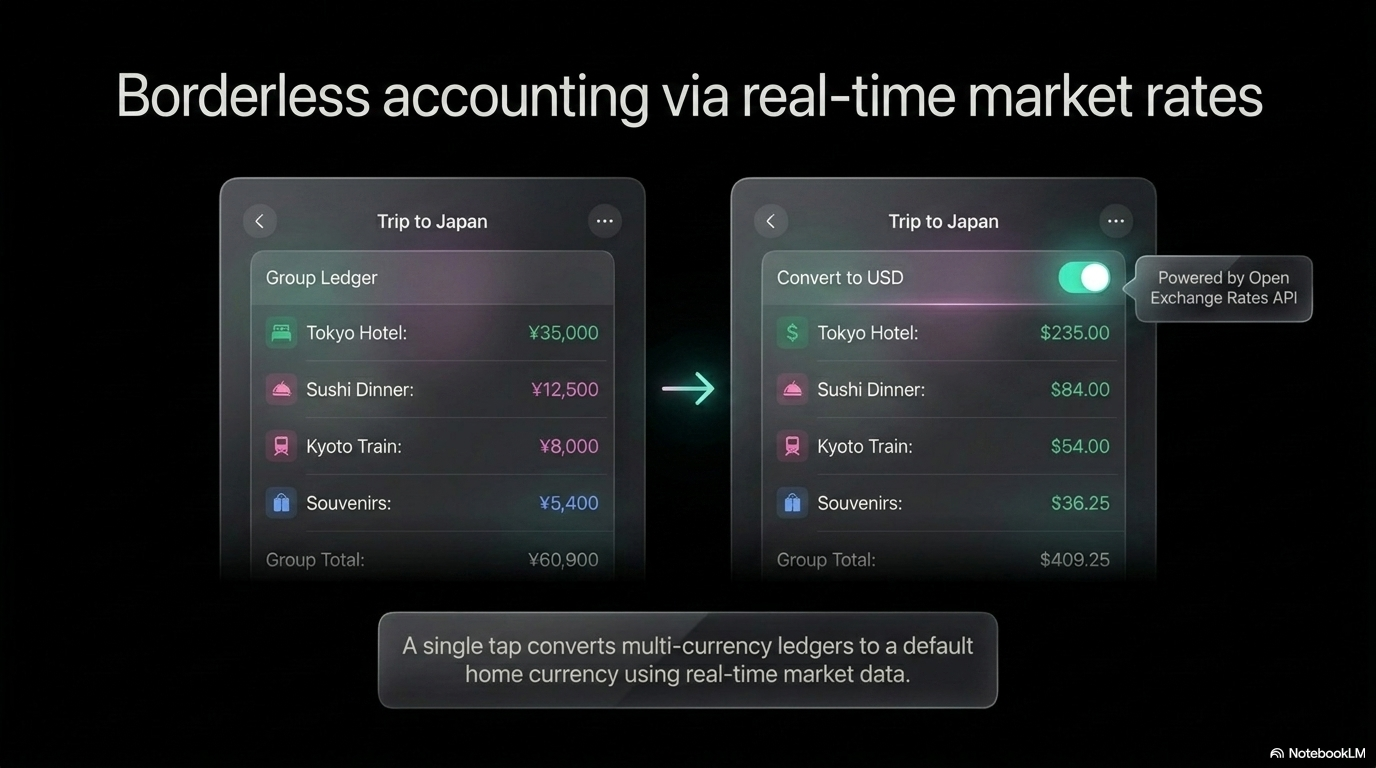 Borderless accounting via real-time market rates
Trip to Japan
Group Ledger
Tokyo Hotel: ¥35,000
Sushi Dinner: ¥12,500
Kyoto Train: ¥8,000
Souvenirs: ¥5,400
Group Total: ¥60,900
Trip to Japan
Convert to USD
$ Tokyo Hotel: $235.00
Sushi Dinner: $84.00
Kyoto Train: $54.00
Souvenirs: $36.25
Group Total: $409.25
Powered by Open
Exchange Rates API
A single tap converts multi-currency ledgers to a default
home currency using real-time market data.
NotebookLM